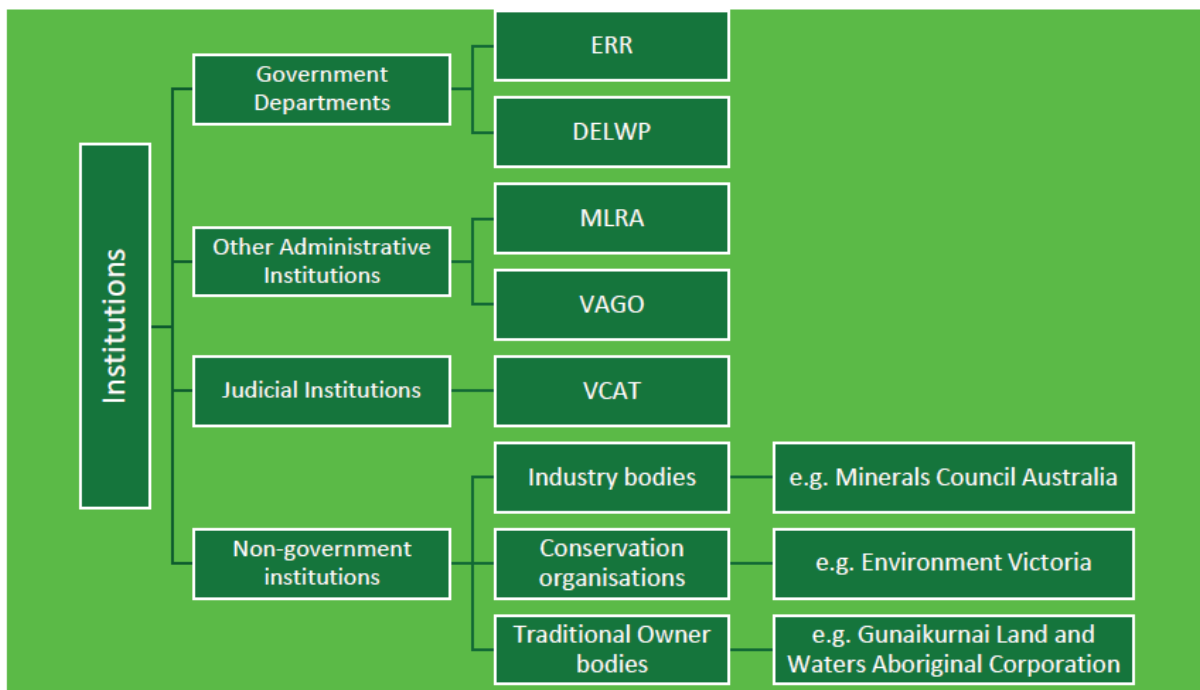 Institutions
Government
Departments
ERR
DELWP
Other Administrative
Institutions
MLRA
VAGO
Judicial Institutions
VCAT
Non-government
institutions
Industry bodies
e.g. Minerals Council Australia
Conservation
organisations
e.g. Environment Victoria
Traditional Owner
bodies
e.g. Gunaikurnai Land and
Waters Aboriginal Corporation